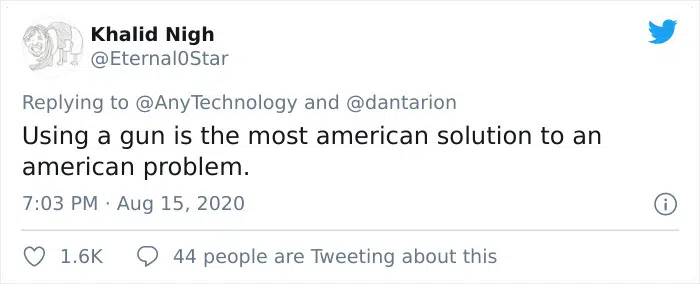 Khalid Nigh
@Eternal0Star
Replying to @AnyTechnology and @dantarion
Using a gun is the most american solution to an
american problem.
7:03 PM · Aug 15, 2020
1.6K 44 people are Tweeting about this